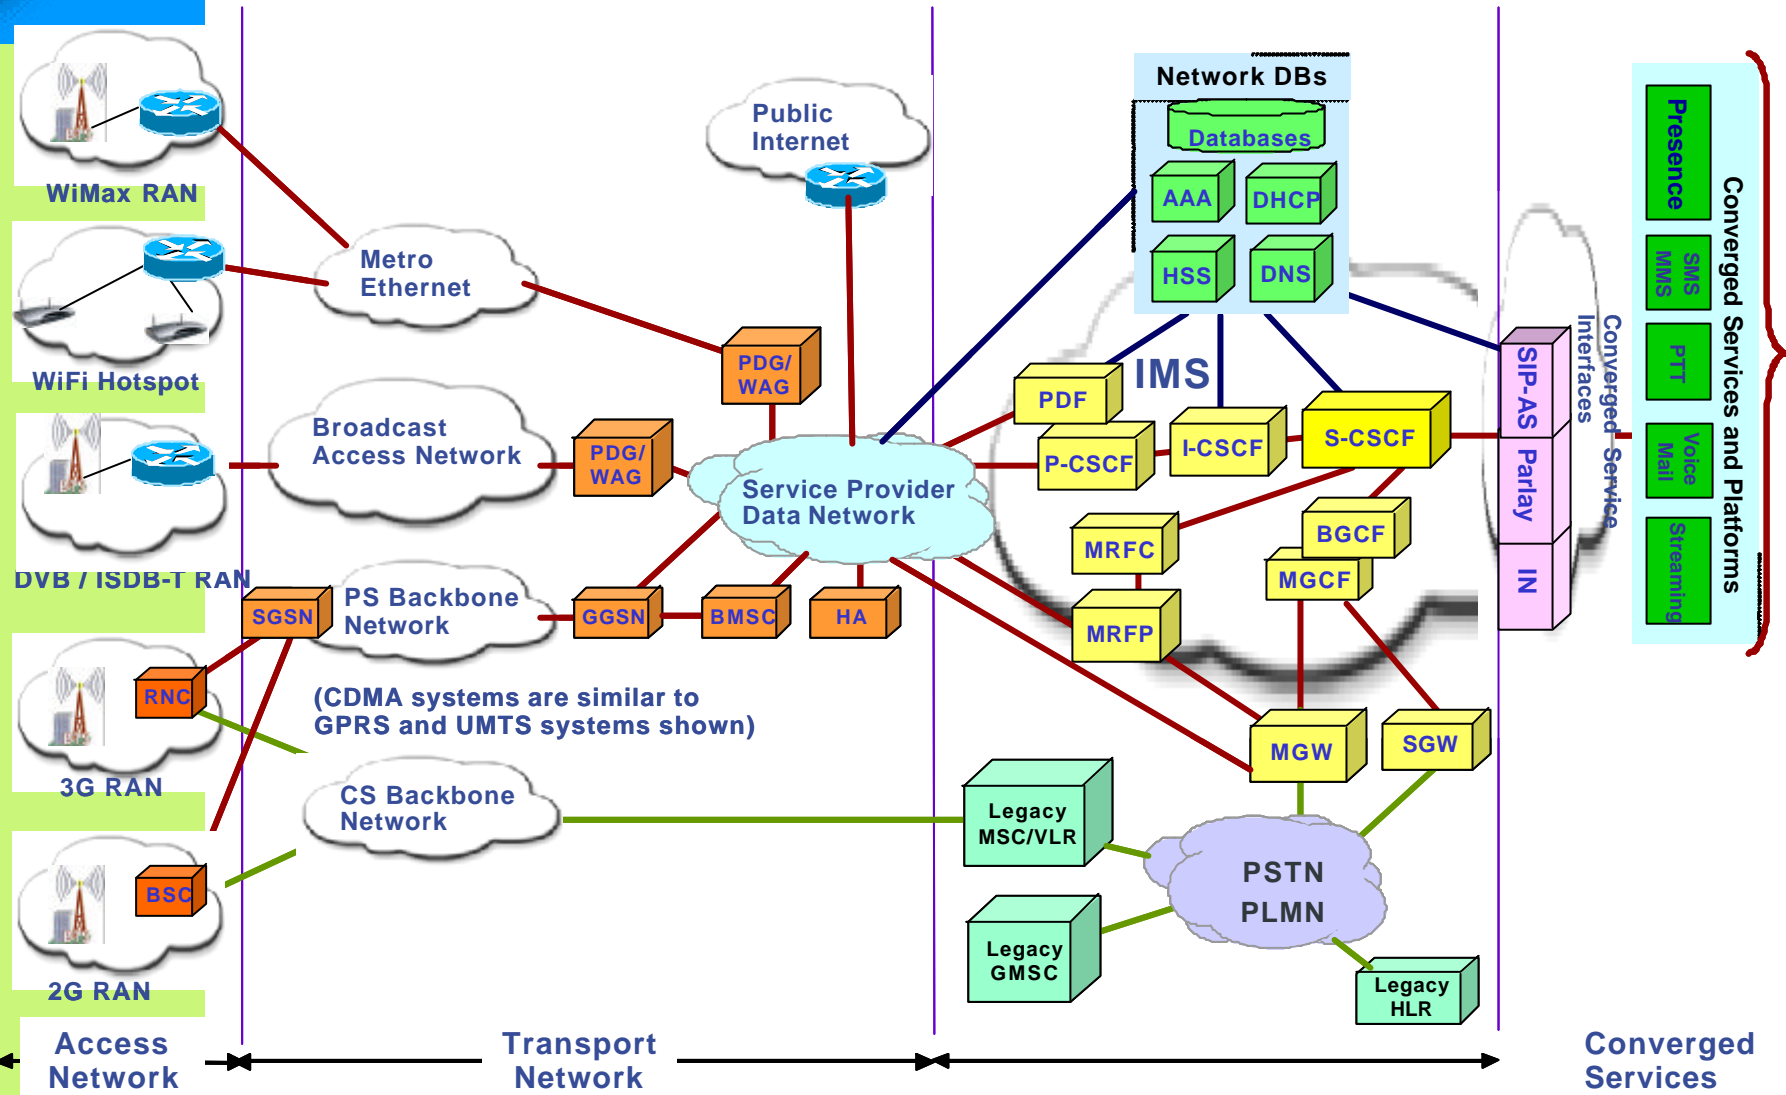 WiMax RAN
WiFi Hotspot
DVB / ISDB-T RAN
SGSN
RNC
3G RAN
BSC
2G RAN
Access
Network
Metro
Ethernet
Broadcast
Access Network
PS Backbone
Network
(CDMA systems are similar to
GPRS and UMTS systems shown)
CS Backbone
Network
PDG/
WAG
PDG/
WAG
GGSN
BMSC
HA
Public
Internet
Service Provider
Data Network
Transport
Network
Network DBs
Databases
AAA
DHCP
HSS
DNS
IMS
PDF
P-CSCF
I-CSCF
S-CSCF
MRFC
BGCF
MGCF
MRFP
MGW
SGW
Legacy
MSC/VLR
PSTN
PLMN
Legacy
GMSC
Legacy
HLR
SIP-AS
Parlay
IN
Converged Service
Interfaces
Presence
SMS
MMS
PTT
Voice
Mail
Streaming
Converged Services and Platforms
Converged
Services